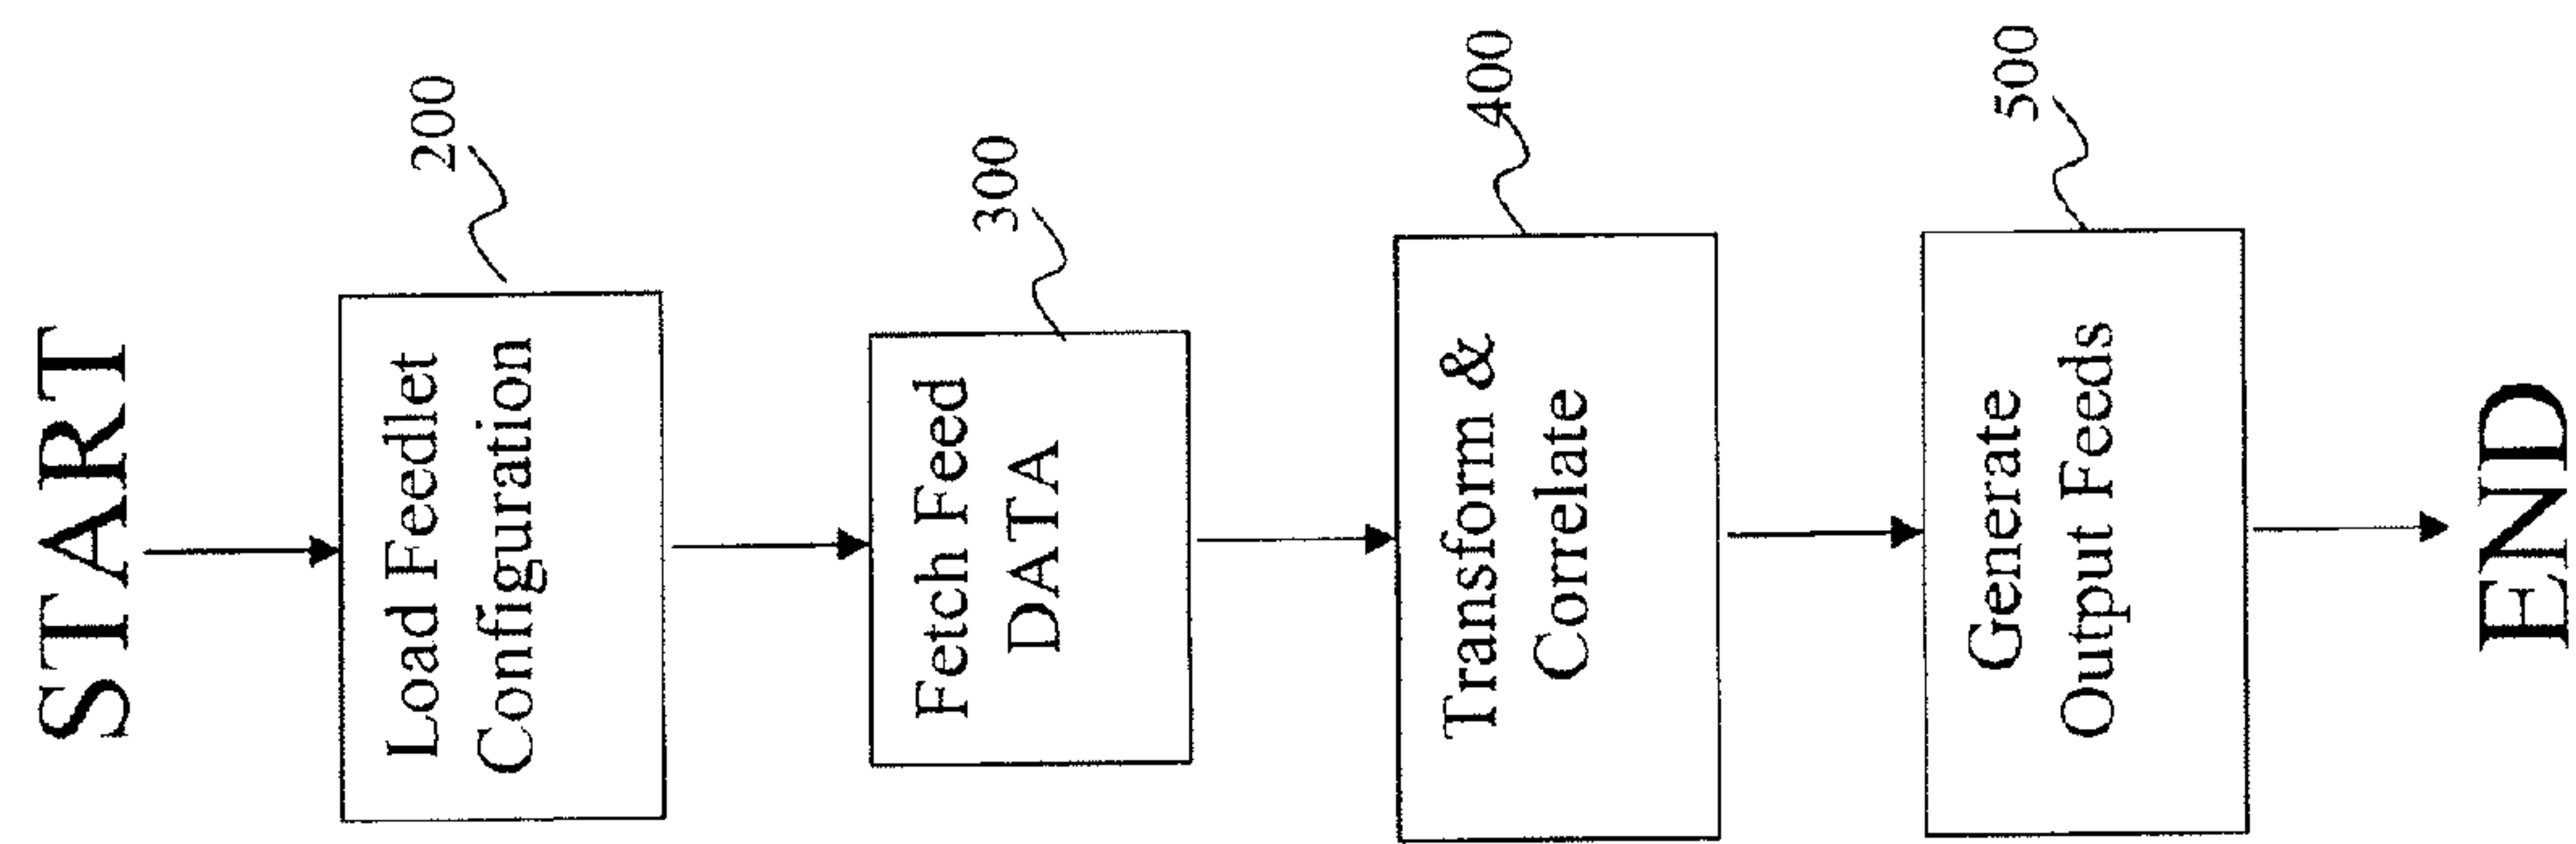 START
Load Feedlet
Configuration
200
Fetch Feed
DATA
300
Transform &
Correlate
400
Generate
Output Feeds
500
END